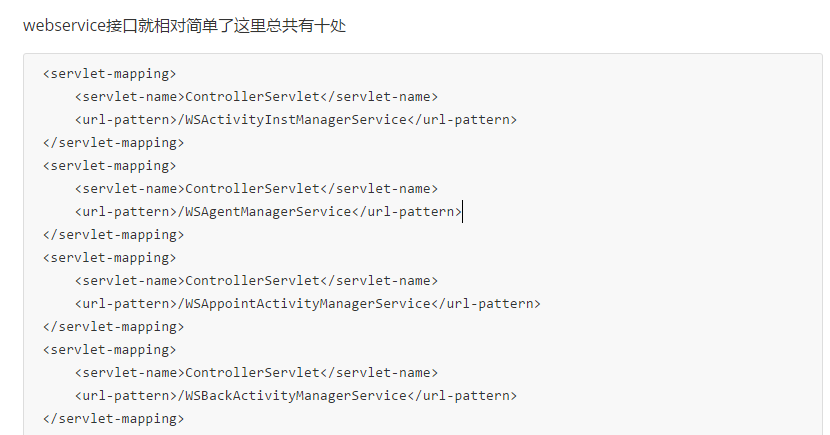 webservice接口就相对简单了这里总共有十处
<servlet-mapping>
    <servlet-name>ControllerServlet</servlet-name>
    <url-pattern>/WSActivityInstManagerService</url-pattern>
</servlet-mapping>
<servlet-mapping>
    <servlet-name>ControllerServlet</servlet-name>
    <url-pattern>/WSAgentManagerService</url-pattern>
</servlet-mapping>
<servlet-mapping>
    <servlet-name>ControllerServlet</servlet-name>
    <url-pattern>/WSAppointActivityManagerService</url-pattern>
</servlet-mapping>
<servlet-mapping>
    <servlet-name>ControllerServlet</servlet-name>
    <url-pattern>/WSBackActivityManagerService</url-pattern>
</servlet-mapping>